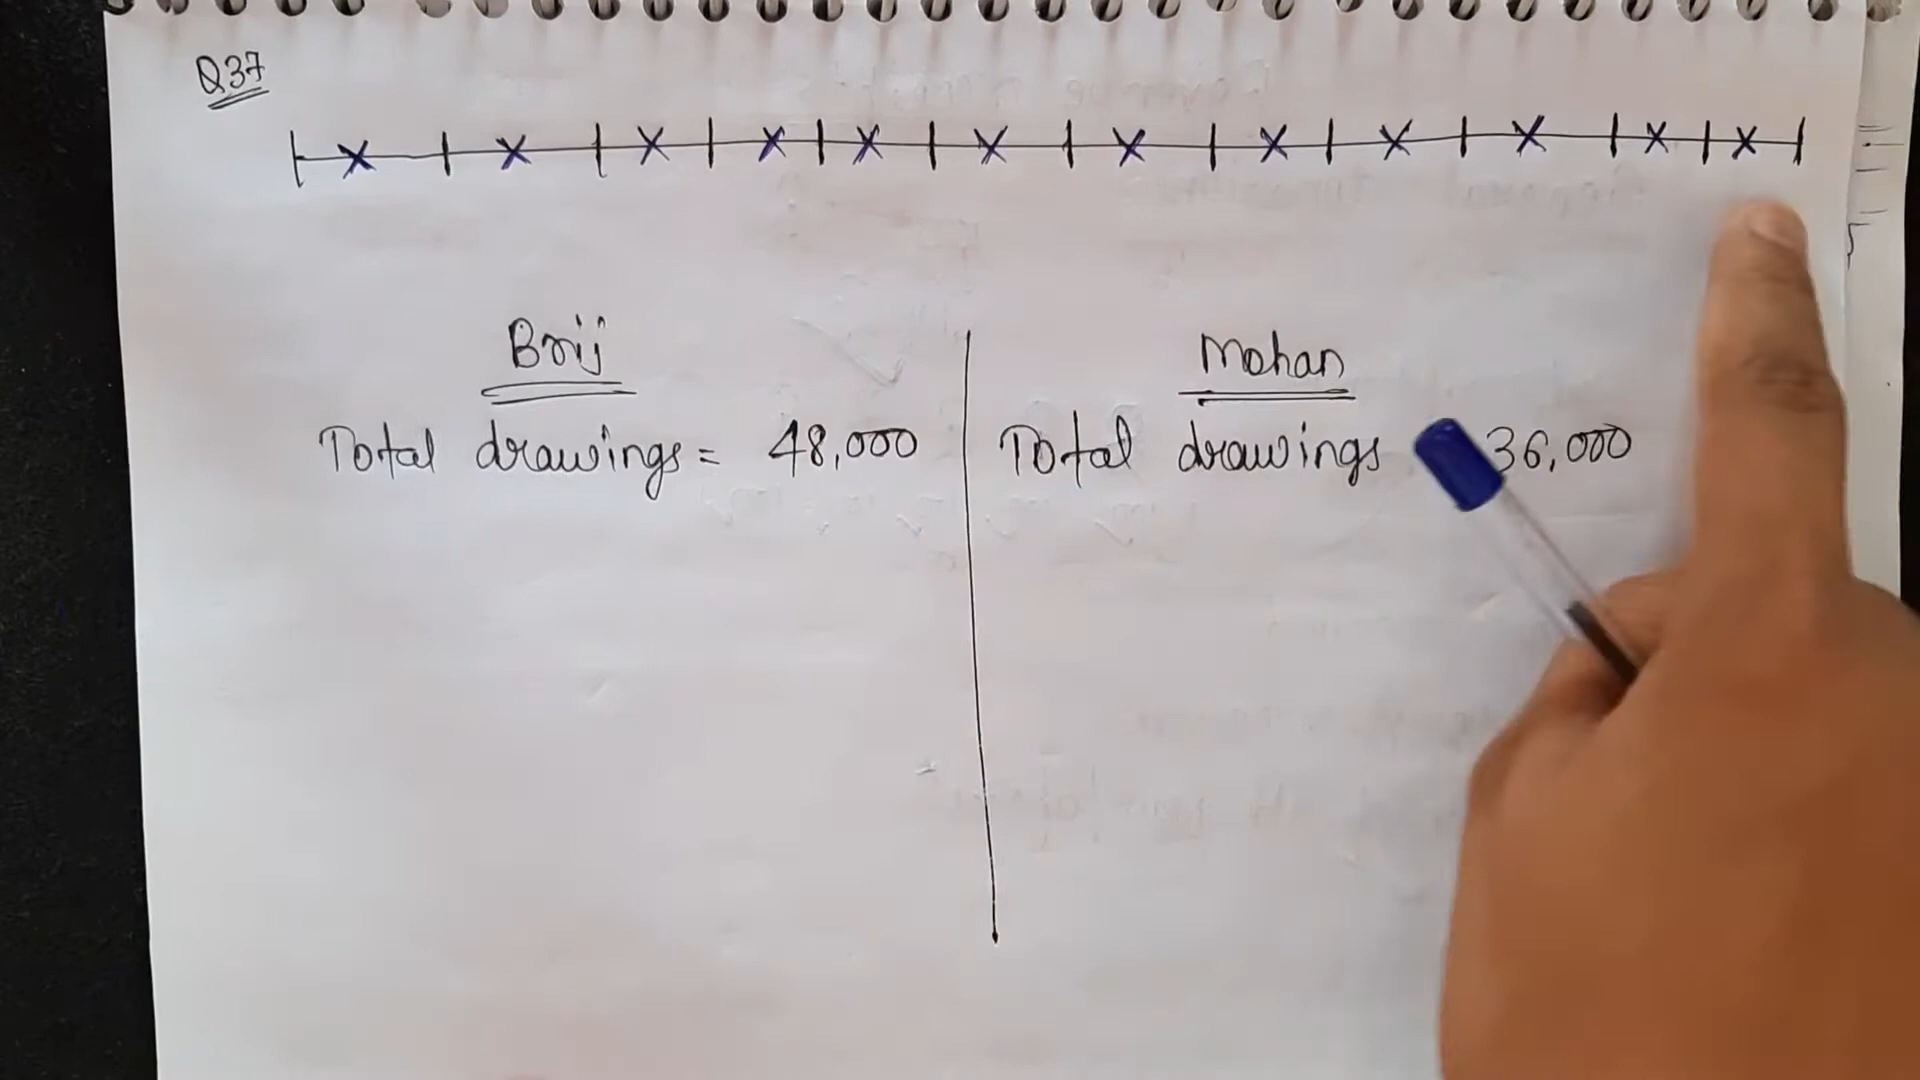 Q37
Brij
Total drawings = 48,000
Mohan
Total drawings 36,000